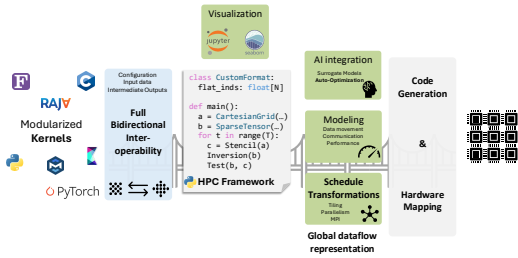 Visualization
jupyter
seaborn
F
C
RAJA
Modularized
Kernels
PyTorch
Configuration
Input data
Intermediate Outputs
Full
Bidirectional
Inter-
operability
class CustomFormat:
flat_inds: float[N]
def main():
a = CartesianGrid(…)
b = SparseTensor(…)
for t in range(T):
c = Stencil(a)
Inversion(b)
Test(b, c)
HPC Framework
AI integration
Surrogate Models
Auto-Optimization
Modeling
Data movement
Communication
Performance
Schedule
Transformations
Tiling
Parallelism
MPI
Global dataflow
representation
Code
Generation
&
Hardware
Mapping